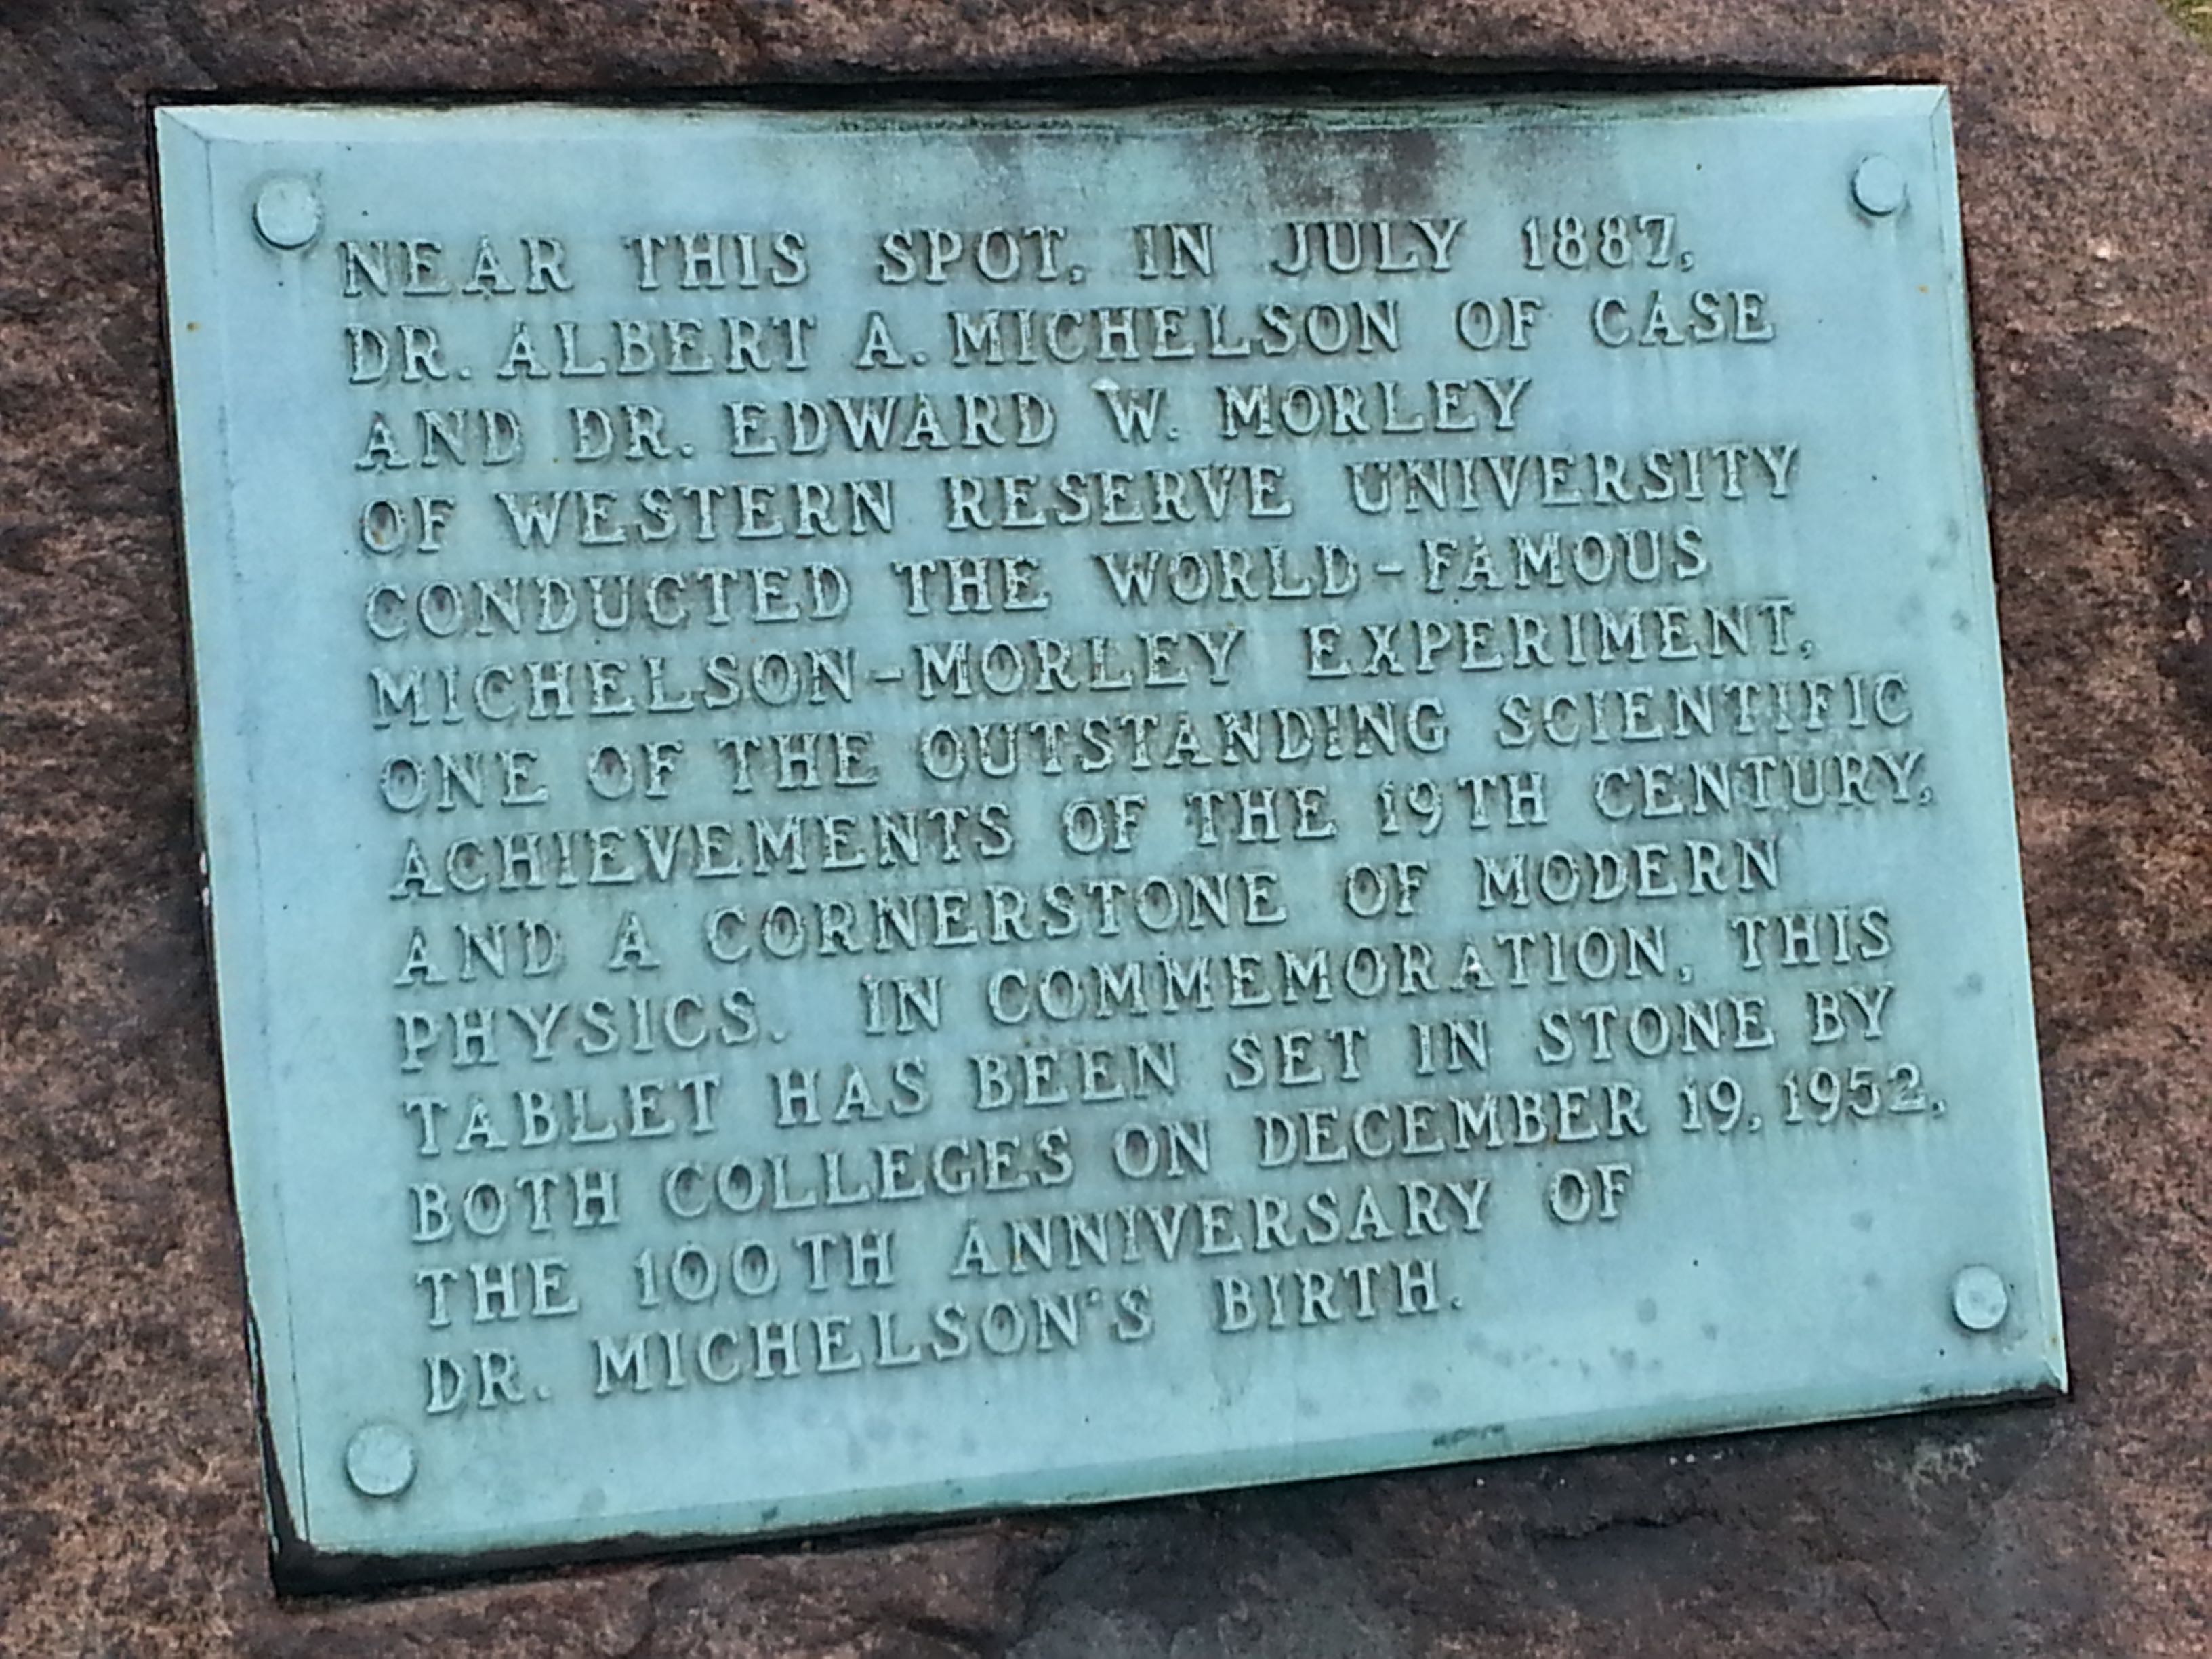 NEAR THIS SPOT, IN JULY 1887,
DR. ALBERT A. MICHELSON OF CASE
AND DR. EDWARD W. MORLEY
OF WESTERN RESERVE UNIVERSITY
CONDUCTED THE WORLD-FAMOUS
MICHELSON-MORLEY EXPERIMENT,
ONE OF THE OUTSTANDING SCIENTIFIC
ACHIEVEMENTS OF THE 19TH CENTURY,
AND A CORNERSTONE OF MODERN
PHYSICS. IN COMMEMORATION, THIS
TABLET HAS BEEN SET IN STONE BY
BOTH COLLEGES ON DECEMBER 19, 1952,
THE 100TH ANNIVERSARY OF
DR. MICHELSON'S BIRTH.